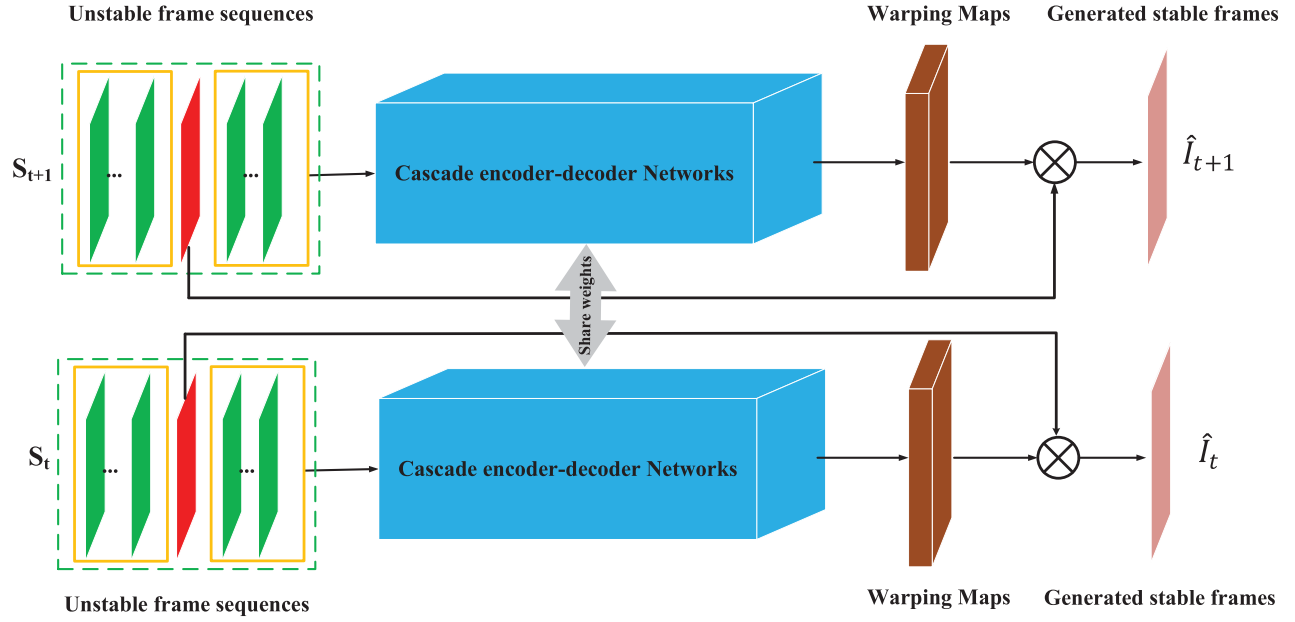 Unstable frame sequences
Warping Maps
Generated stable frames
S_{t+1}
... ...
Cascade encoder-decoder Networks
Î_{t+1}
Share weights
S_t
... ...
Cascade encoder-decoder Networks
Î_t
Unstable frame sequences
Warping Maps
Generated stable frames